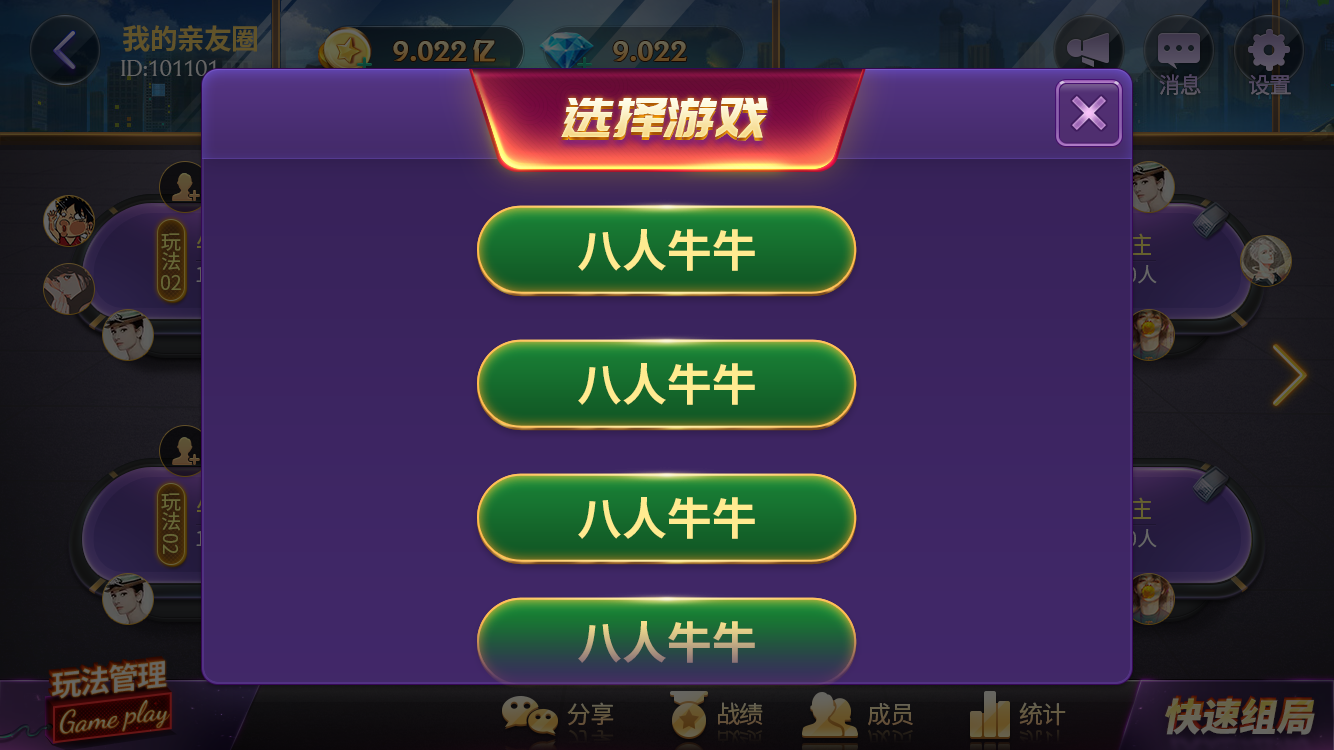 我的亲友圈
ID:101101
9.022亿
9.022
消息
设置
选择游戏
八人牛牛
八人牛牛
八人牛牛
八人牛牛
玩法02
主
0人
玩法02
主
0人
玩法管理
Game play
分享
战绩
成员
统计
快速组局